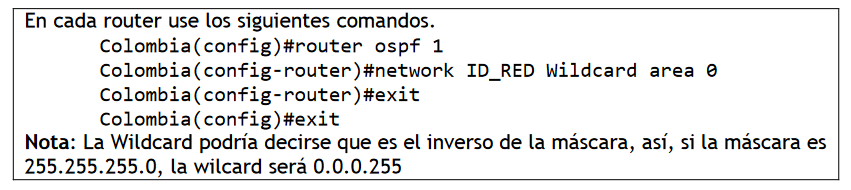 En cada router use los siguientes comandos.
Colombia(config)#router ospf 1
Colombia(config-router)#network ID_RED Wildcard area 0
Colombia(config-router)#exit
Colombia(config)#exit
Nota: La Wildcard podría decirse que es el inverso de la máscara, así, si la máscara es
255.255.255.0, la wilcard será 0.0.0.255